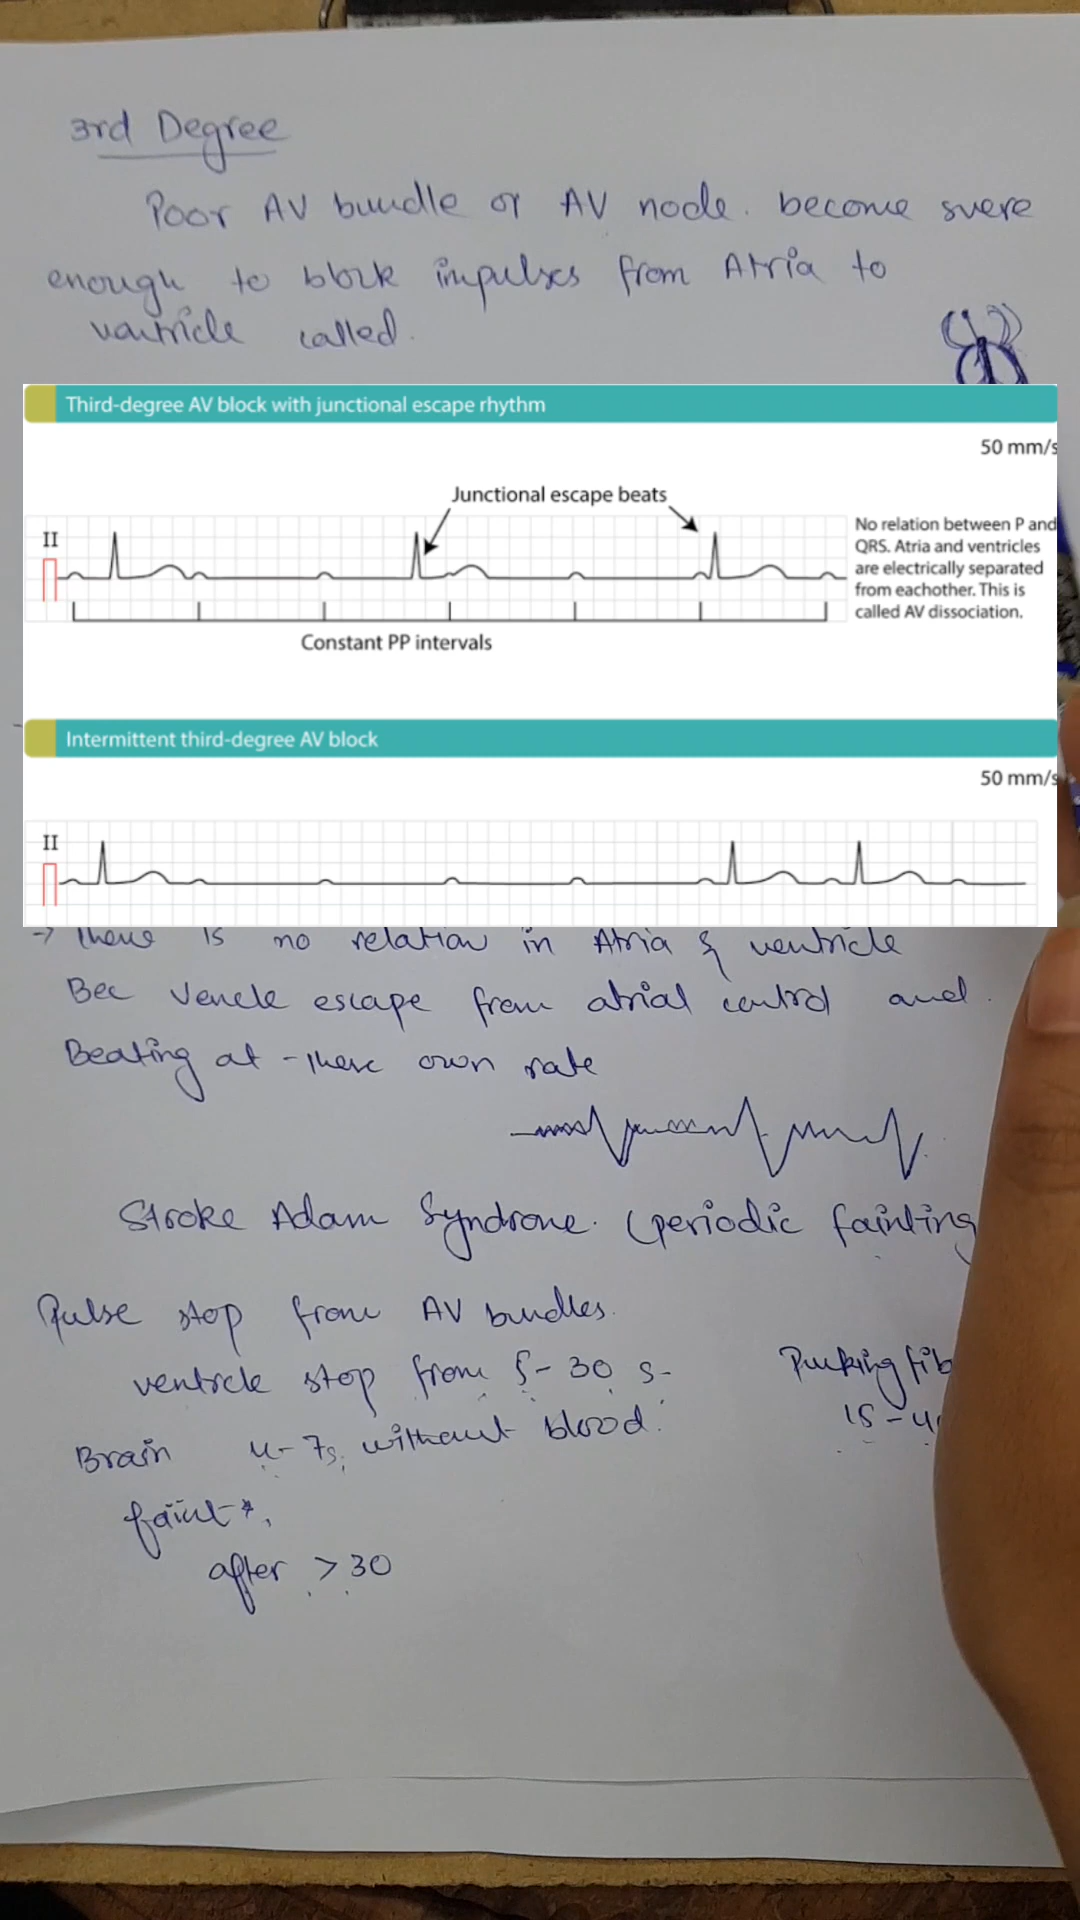 3rd Degree
Poor AV bundle or AV node. become svere
enough to block impulses from Atria to
ventricle called.
Third-degree AV block with junctional escape rhythm
50 mm/s
Junctional escape beats
II
No relation between P and
QRS. Atria and ventricles
are electrically separated
from eachother. This is
called AV dissociation.
Constant PP intervals
Intermittent third-degree AV block
50 mm/s
II
→ There is no relation in Atria & ventricle
Bec escape from atrial control and.
Beating at there own rate
Stroke Adam Syndrone. (periodic fainting
Pulse stop from AV bundles.
ventricle stop from 5-30 s-
Brain 4-7s, without blood.
faint*,
after > 30
fib
15-4